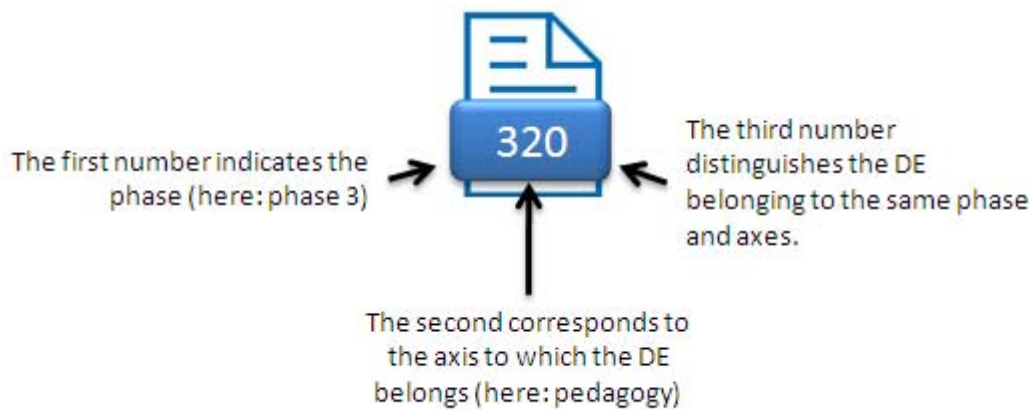 320
The first number indicates the
phase (here: phase 3)
The third number
distinguishes the DE
belonging to the same phase
and axes.
The second corresponds to
the axis to which the DE
belongs (here: pedagogy)